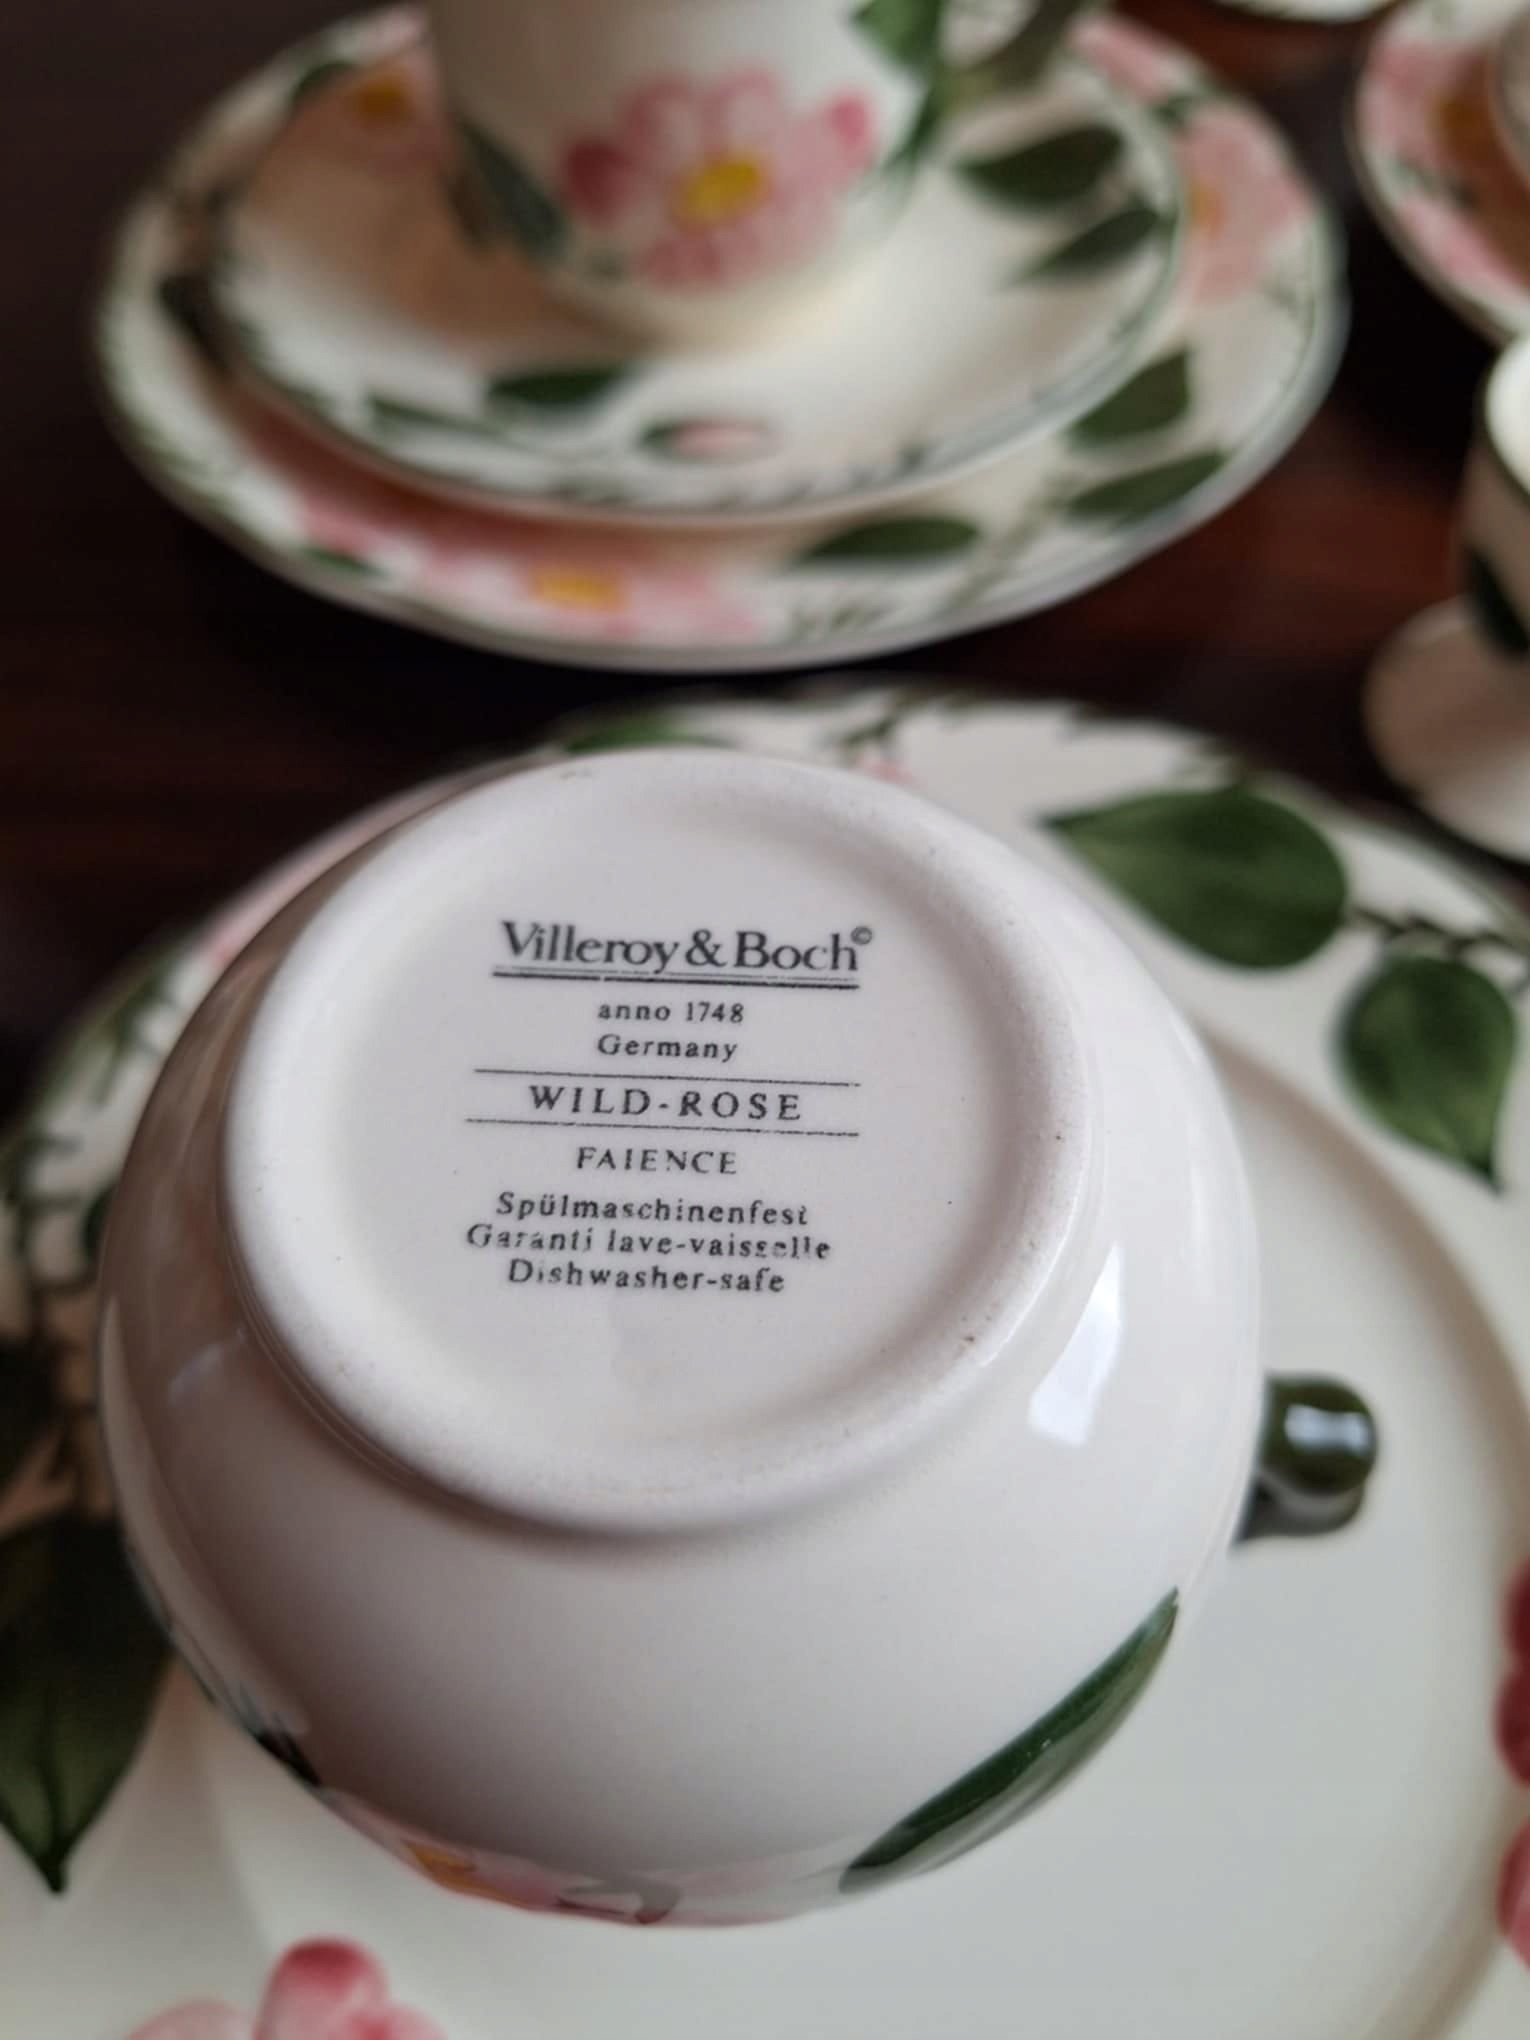 Villeroy & Boch©
anno 1748
Germany
WILD-ROSE
FAIENCE
Spülmaschinenfest
Garanti lave-vaisselle
Dishwasher-safe